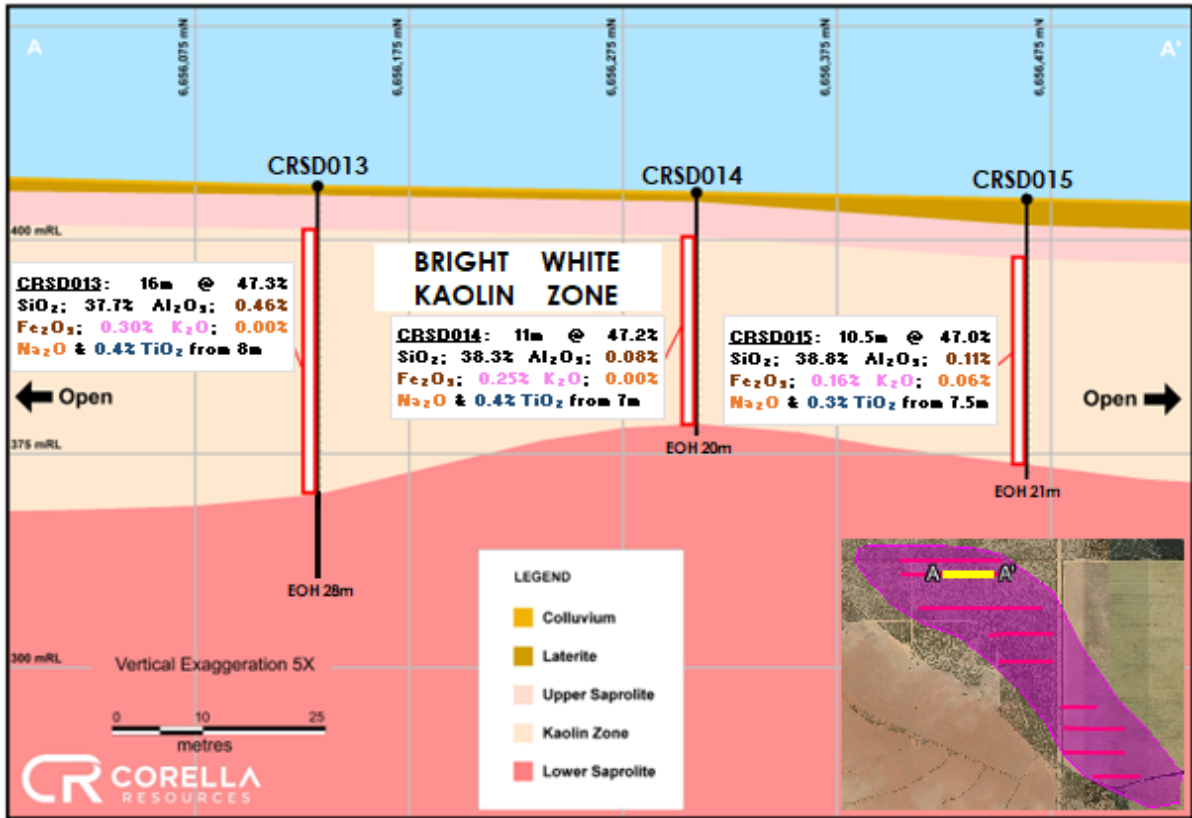 A
A'
6,656,075 mN
6,656,175 mN
6,656,275 mN
6,656,375 mN
6,656,475 mN
CRSD013
CRSD014
CRSD015
400 mRL
BRIGHT WHITE
KAOLIN ZONE
CRSD013: 16m @ 47.3%
SiO₂; 37.7% Al₂O₃; 0.46%
Fe₂O₃; 0.30% K₂O; 0.00%
Na₂O & 0.4% TiO₂ from 8m
CRSD014: 11m @ 47.2%
SiO₂; 38.3% Al₂O₃; 0.08%
Fe₂O₃; 0.25% K₂O; 0.00%
Na₂O & 0.4% TiO₂ from 7m
CRSD015: 10.5m @ 47.0%
SiO₂; 38.8% Al₂O₃; 0.11%
Fe₂O₃; 0.16% K₂O; 0.06%
Na₂O & 0.3% TiO₂ from 7.5m
Open
Open
375 mRL
EOH 20m
EOH 21m
EOH 28m
A A'
LEGEND
Colluvium
Laterite
Upper Saprolite
Kaolin Zone
Lower Saprolite
300 mRL
Vertical Exaggeration 5X
0 10 25
metres
CR CORELLA
RESOURCES